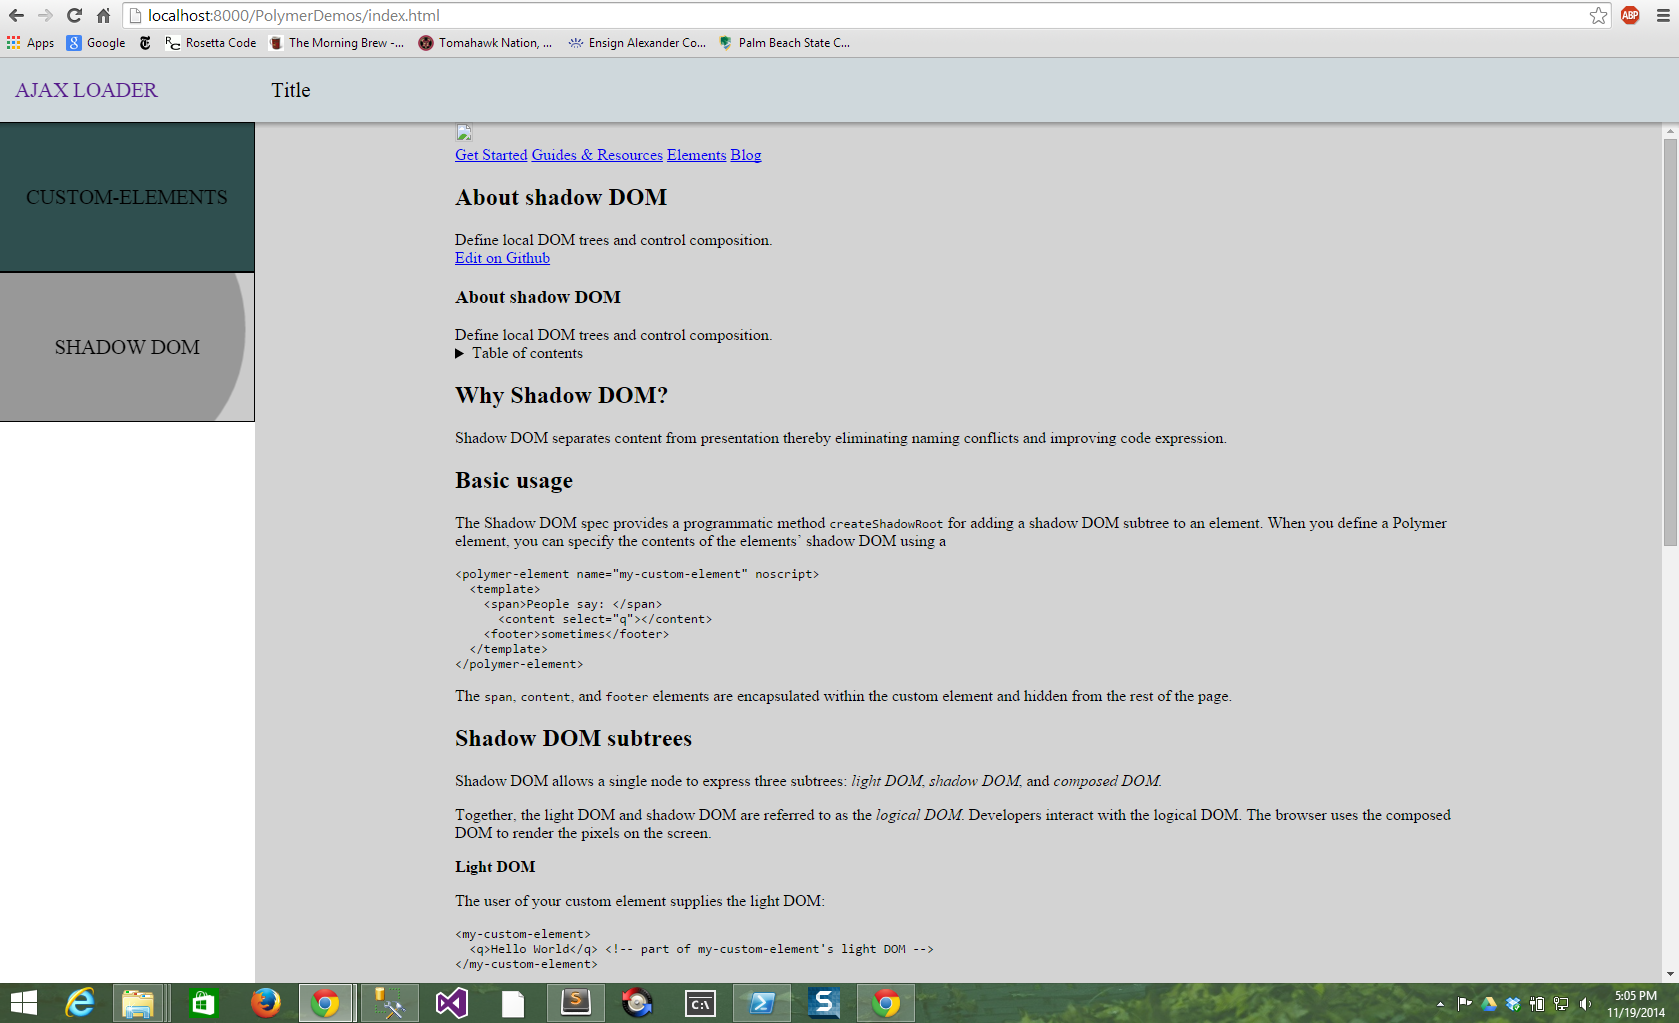 localhost:8000/PolymerDemos/index.html
ABP
Apps Google Rosetta Code The Morning Brew -... Tomahawk Nation, ... Ensign Alexander Co... Palm Beach State C...
AJAX LOADER Title
CUSTOM-ELEMENTS
SHADOW DOM
Get Started Guides & Resources Elements Blog
About shadow DOM
Define local DOM trees and control composition.
Edit on Github
About shadow DOM
Define local DOM trees and control composition.
Table of contents
Why Shadow DOM?
Shadow DOM separates content from presentation thereby eliminating naming conflicts and improving code expression.
Basic usage
The Shadow DOM spec provides a programmatic method createShadowRoot for adding a shadow DOM subtree to an element. When you define a Polymer
element, you can specify the contents of the elements’ shadow DOM using a
<polymer-element name="my-custom-element" noscript>
  <template>
    <span>People say: </span>
      <content select="q"></content>
    <footer>sometimes</footer>
  </template>
</polymer-element>
The span, content, and footer elements are encapsulated within the custom element and hidden from the rest of the page.
Shadow DOM subtrees
Shadow DOM allows a single node to express three subtrees: light DOM, shadow DOM, and composed DOM.
Together, the light DOM and shadow DOM are referred to as the logical DOM. Developers interact with the logical DOM. The browser uses the composed
DOM to render the pixels on the screen.
Light DOM
The user of your custom element supplies the light DOM:
<my-custom-element>
  <q>Hello World</q> <!-- part of my-custom-element's light DOM -->
</my-custom-element>
C:\
5:05 PM
11/19/2014